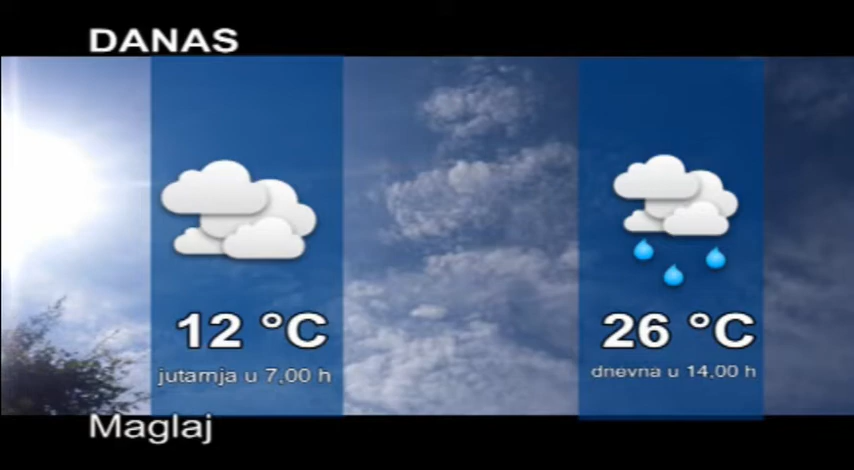 DANAS
12 °C
26 °C
jutarnja u 7,00 h
dnevna u 14,00 h
Maglaj